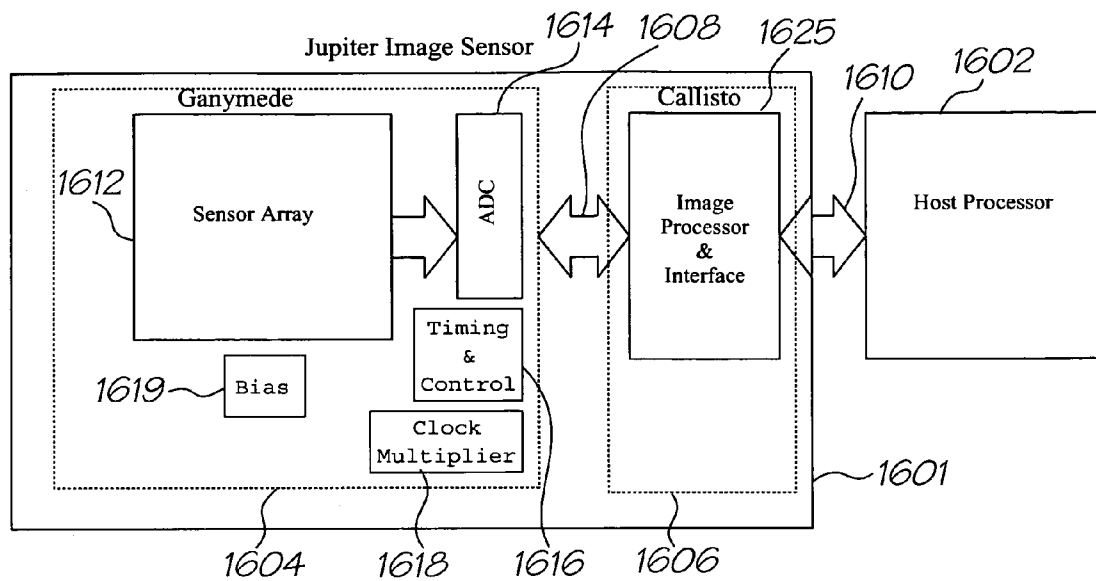 Jupiter Image Sensor
1614
1608
1625
1602
1610
Ganymede
Callisto
1612
Sensor Array
ADC
Image
Processor
&
Interface
Host Processor
Timing
&
Control
1619
Bias
Clock
Multiplier
1601
1604
1618
1616
1606